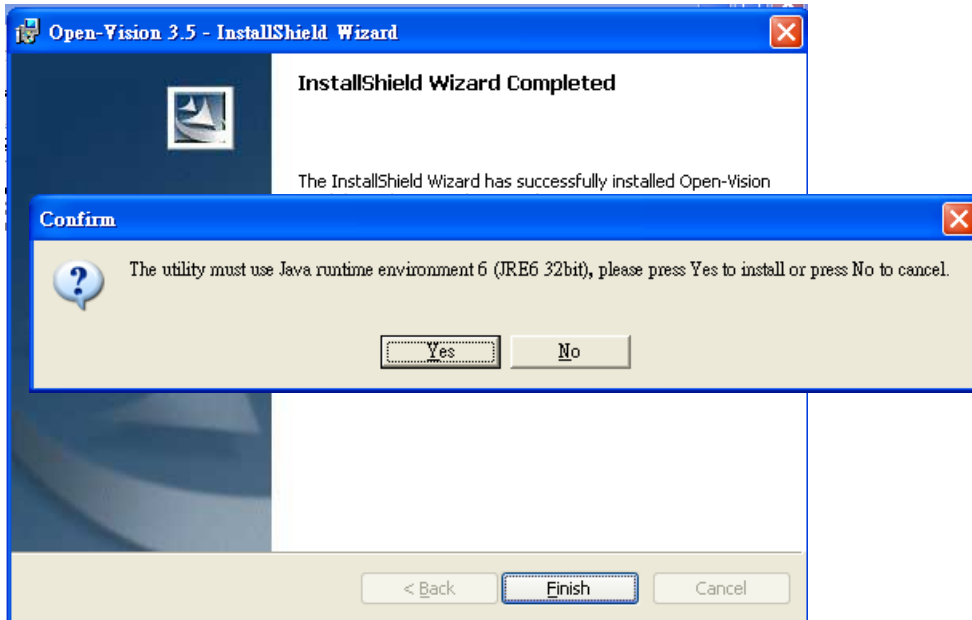 Open-Vision 3.5 - InstallShield Wizard
InstallShield Wizard Completed
The InstallShield Wizard has successfully installed Open-Vision
Confirm
The utility must use Java runtime environment 6 (JRE6 32bit), please press Yes to install or press No to cancel.
Yes No
< Back Finish Cancel